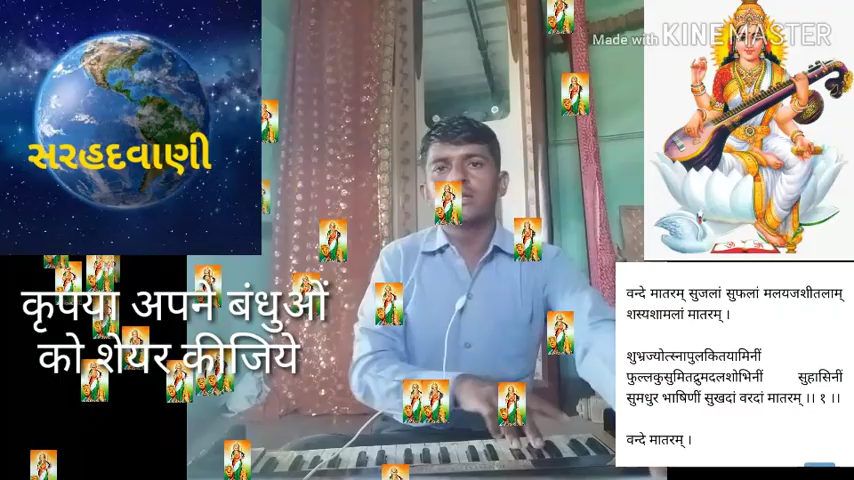 Made with KINEMASTER
સરહદવાણી
कृपया अपने बंधुओं
को शेयर कीजिये
वन्दे मातरम् सुजलां सुफलां मलयजशीतलाम्
शस्यशामलां मातरम् ।
शुभ्रज्योत्स्नापुलकितयामिनीं
फुल्लकुसुमितद्रुमदलशोभिनीं सुहासिनीं
सुमधुर भाषिणीं सुखदां वरदां मातरम् ।। १ ।।
वन्दे मातरम् ।